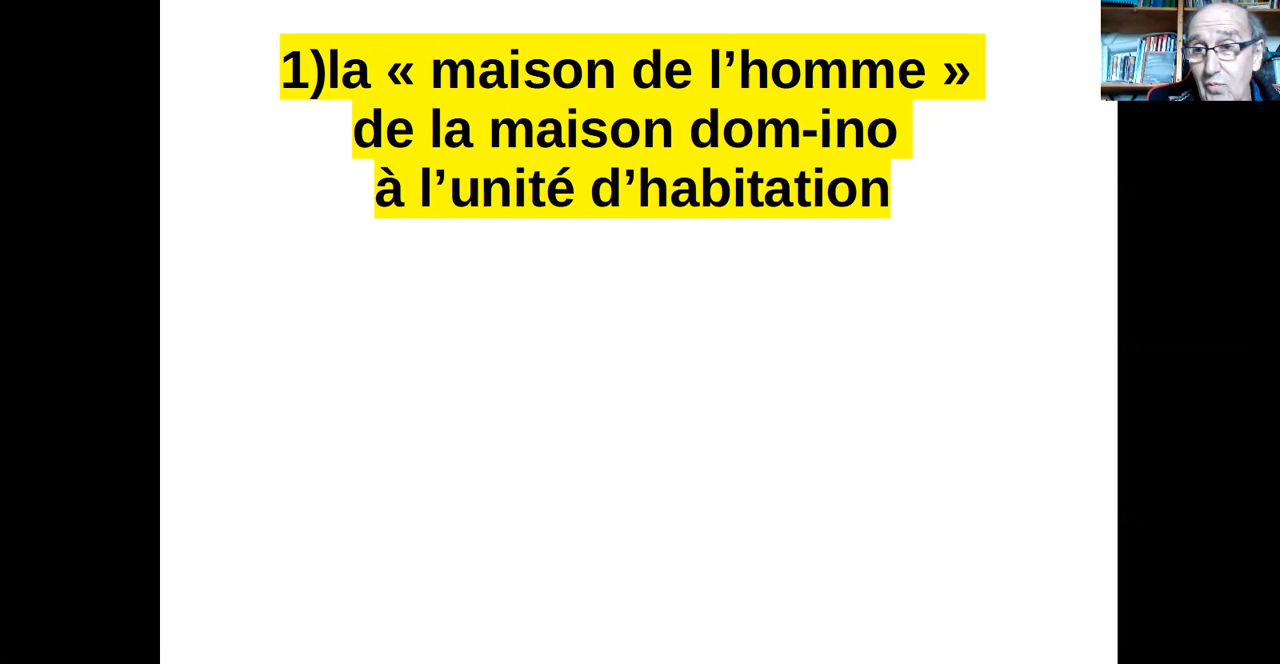 1)la « maison de l’homme »
de la maison dom-ino
à l’unité d’habitation